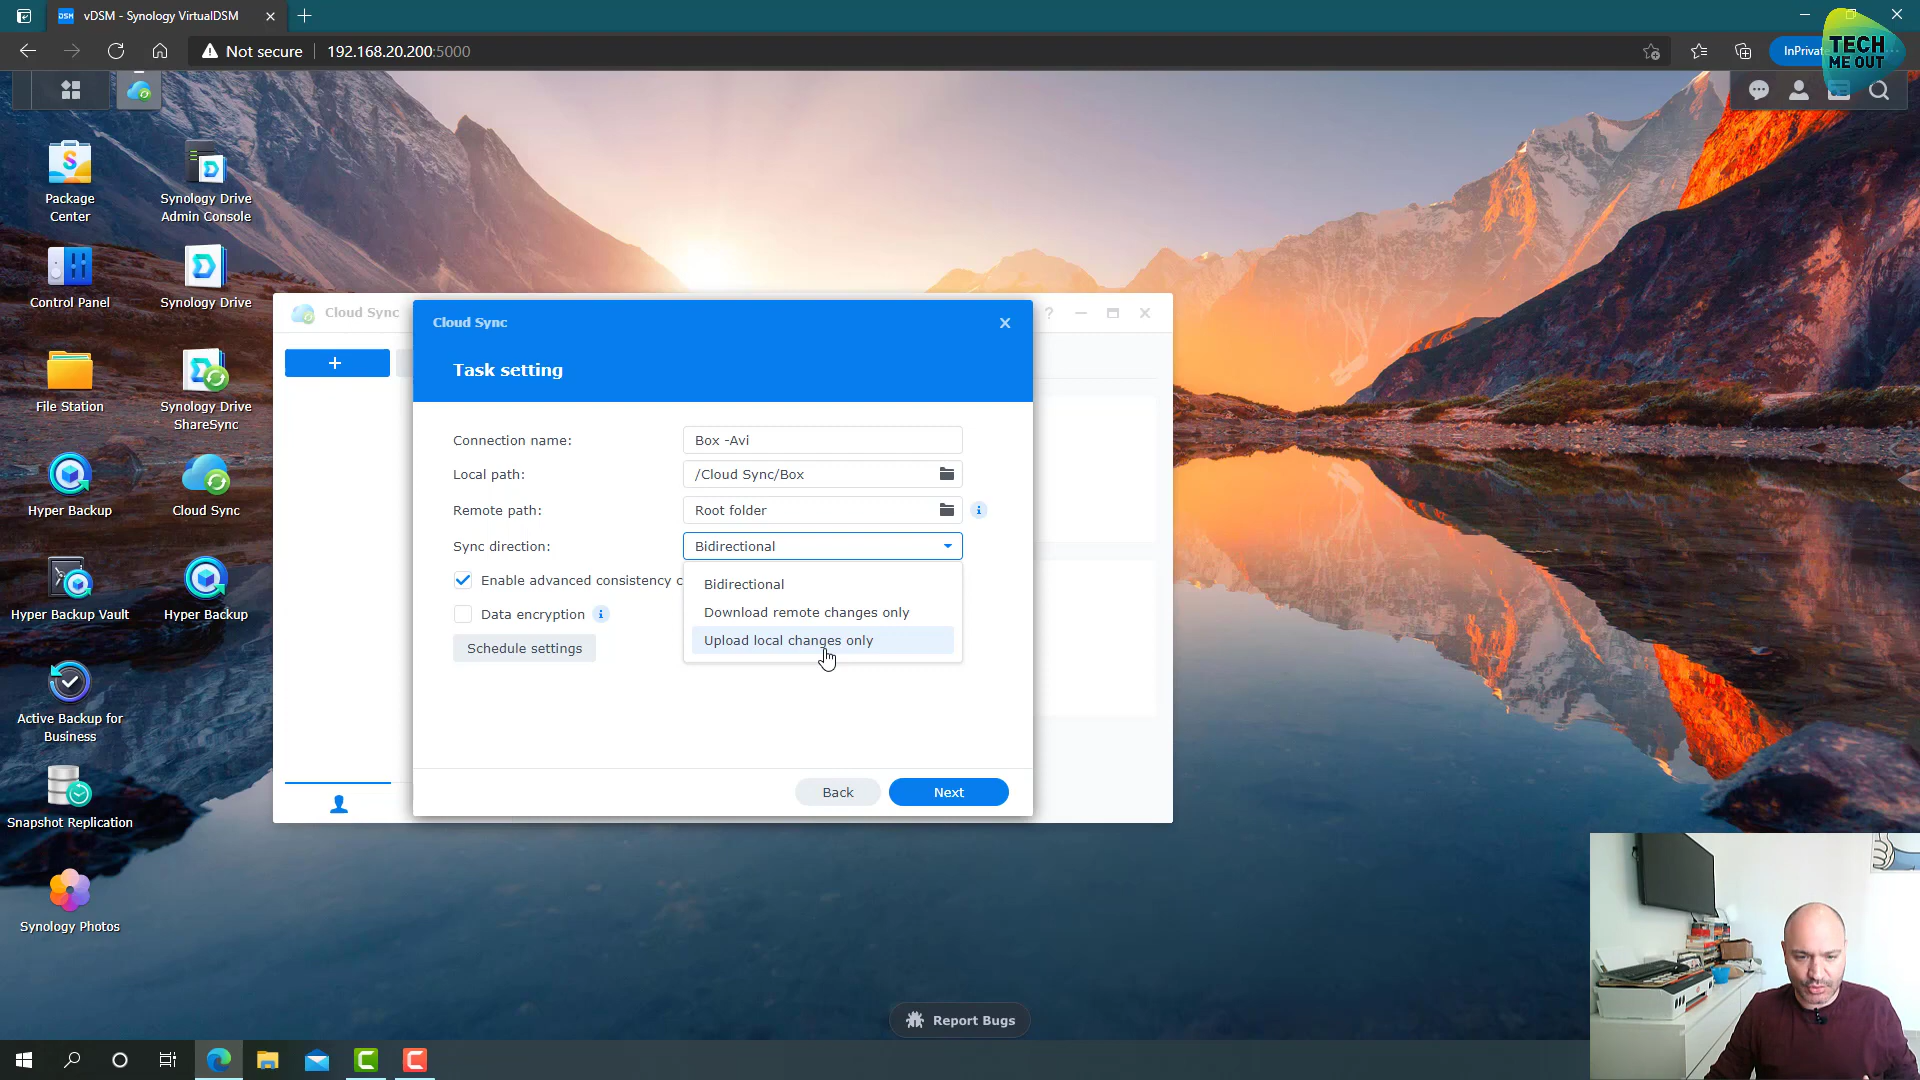 vDSM - Synology VirtualDSM
Not secure
192.168.20.200:5000
InPrivate
TECH
ME OUT
Package
Center
Synology Drive
Admin Console
Control Panel
Synology Drive
File Station
Synology Drive
ShareSync
Hyper Backup
Cloud Sync
Hyper Backup Vault
Hyper Backup
Active Backup for
Business
Snapshot Replication
Synology Photos
Cloud Sync
Cloud Sync
Task setting
Connection name:
Box -Avi
Local path:
/Cloud Sync/Box
Remote path:
Root folder
Sync direction:
Bidirectional
Enable advanced consistency c
Bidirectional
Download remote changes only
Upload local changes only
Data encryption
Schedule settings
Back
Next
Report Bugs